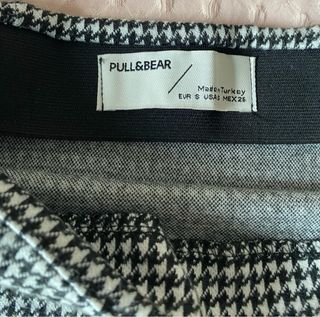 PULL&BEAR
Made in Turkey
EUR S USA S MEX 26